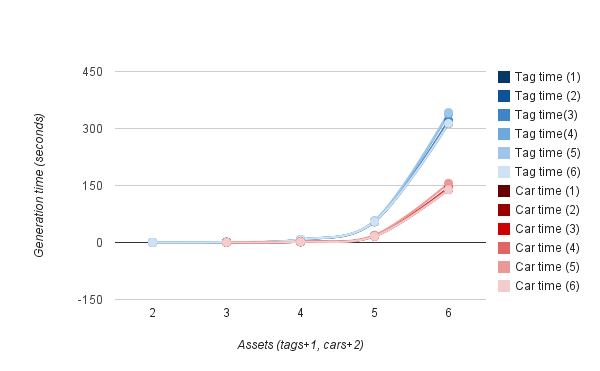 450
300
150
0
-150
Generation time (seconds)
2 3 4 5 6
Assets (tags+1, cars+2)
Tag time (1)
Tag time (2)
Tag time(3)
Tag time(4)
Tag time (5)
Tag time (6)
Car time (1)
Car time (2)
Car time (3)
Car time (4)
Car time (5)
Car time (6)